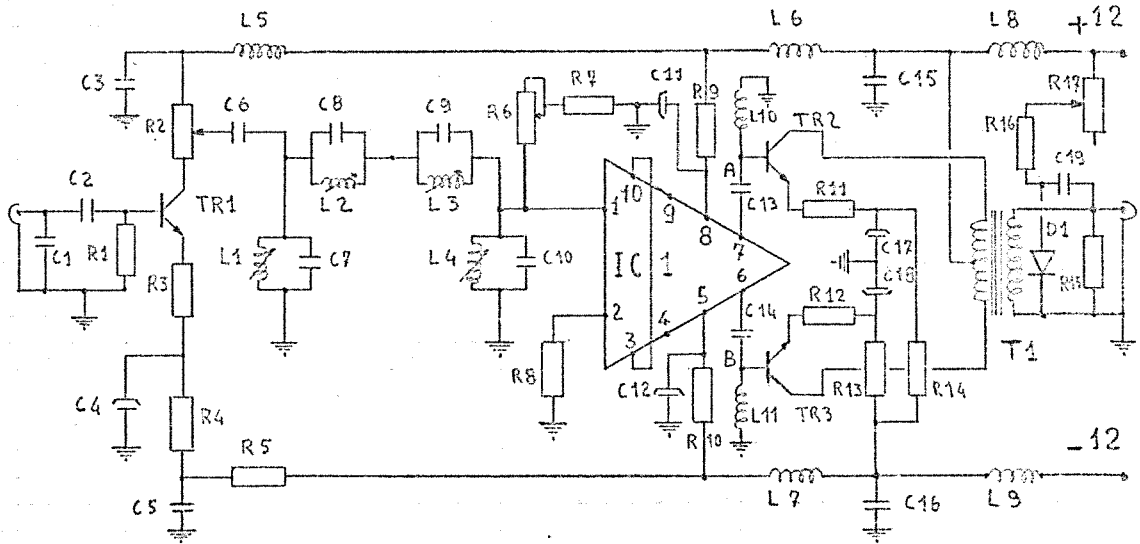 L5
L6
L8
+12
C3
C15
R2
C6
C8
C9
R6
R7
C11
R9
L10
TR2
R16
R17
C19
C2
TR1
L2
L3
A
C13
R11
C1
R1
R3
L1
C7
L4
C10
1
10
9
8
7
IC 1
6
C17
C18
D1
R15
2
3
4
5
C14
R12
T1
C4
R4
R8
C12
R10
B
L11
TR3
R13
R14
R5
C5
L7
C16
L9
-12